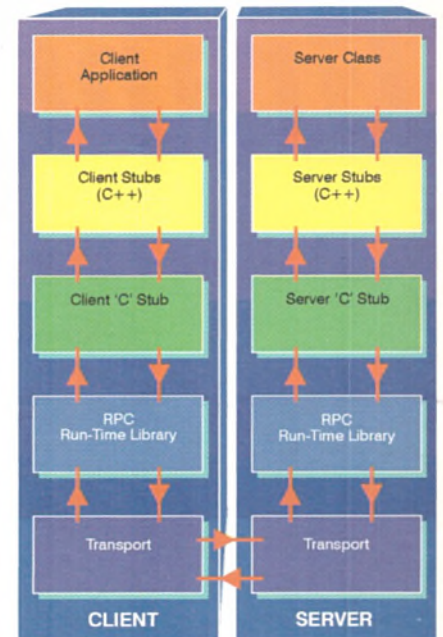 Client
Application
Client Stubs
(C++)
Client 'C' Stub
RPC
Run-Time Library
Transport
CLIENT
Server Class
Server Stubs
(C++)
Server 'C' Stub
RPC
Run-Time Library
Transport
SERVER